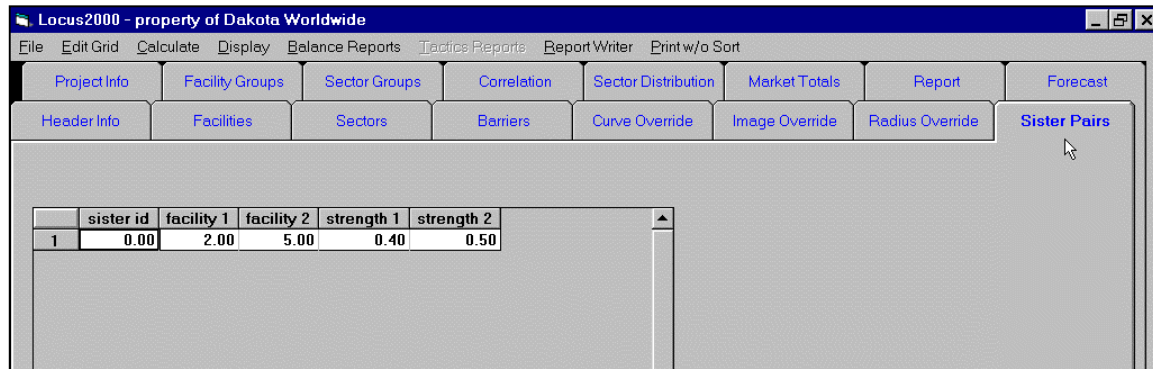 Locus2000 - property of Dakota Worldwide
File Edit Grid Calculate Display Balance Reports Tactics Reports Report Writer Print w/o Sort
Project Info Facility Groups Sector Groups Correlation Sector Distribution Market Totals Report Forecast
Header Info Facilities Sectors Barriers Curve Override Image Override Radius Override Sister Pairs
sister id facility 1 facility 2 strength 1 strength 2
1 0.00 2.00 5.00 0.40 0.50